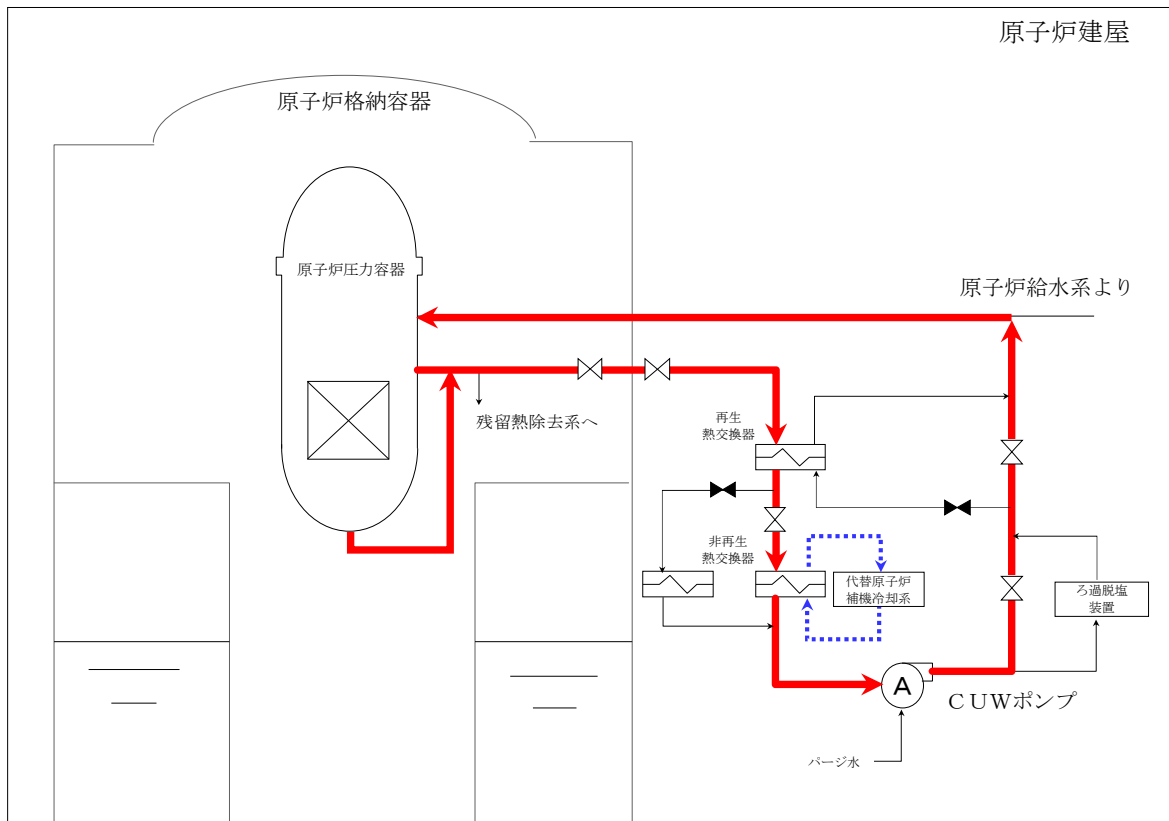 原子炉建屋
原子炉格納容器
原子炉圧力容器
原子炉給水系より
残留熱除去系へ
再生
熱交換器
非再生
熱交換器
代替原子炉
補機冷却系
ろ過脱塩
装置
A
ＣＵＷポンプ
パージ水